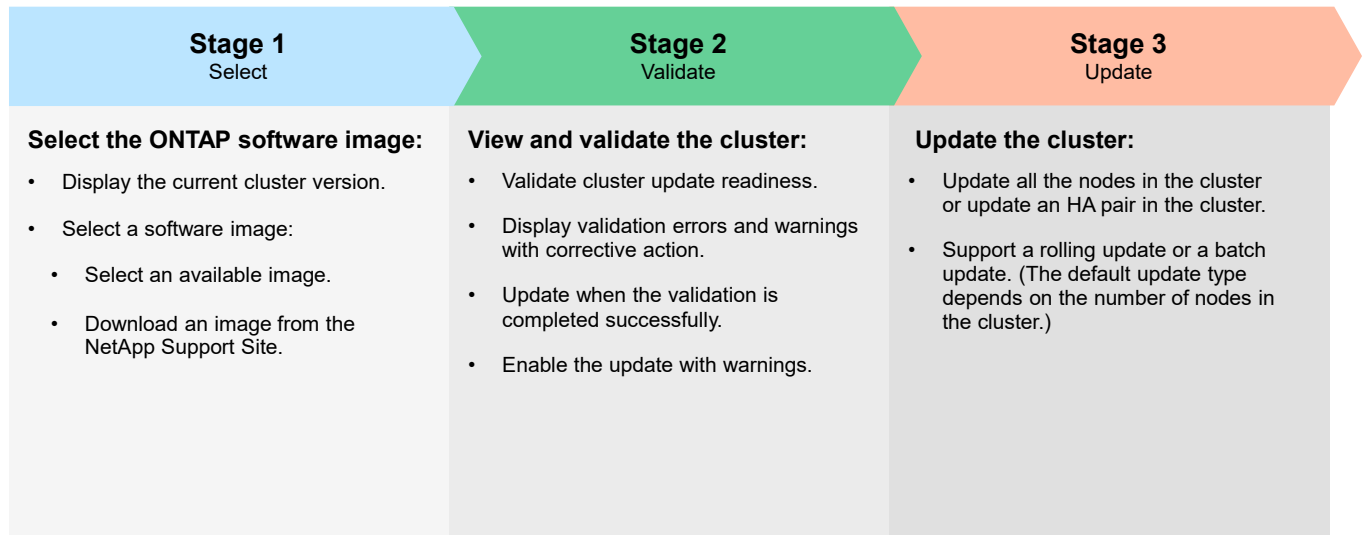 Stage 1
Select
Stage 2
Validate
Stage 3
Update
Select the ONTAP software image:
• Display the current cluster version.
• Select a software image:
• Select an available image.
• Download an image from the
NetApp Support Site.
View and validate the cluster:
• Validate cluster update readiness.
• Display validation errors and warnings
with corrective action.
• Update when the validation is
completed successfully.
• Enable the update with warnings.
Update the cluster:
• Update all the nodes in the cluster
or update an HA pair in the cluster.
• Support a rolling update or a batch
update. (The default update type
depends on the number of nodes in
the cluster.)